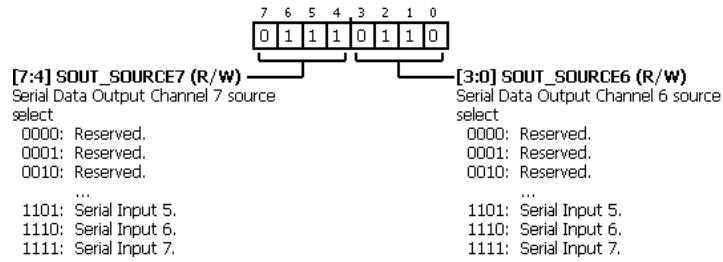 7 6 5 4 3 2 1 0
0 1 1 1 0 1 1 0
[7:4] SOUT_SOURCE7 (R/W)
Serial Data Output Channel 7 source
select
0000: Reserved.
0001: Reserved.
0010: Reserved.
...
1101: Serial Input 5.
1110: Serial Input 6.
1111: Serial Input 7.
[3:0] SOUT_SOURCE6 (R/W)
Serial Data Output Channel 6 source
select
0000: Reserved.
0001: Reserved.
0010: Reserved.
...
1101: Serial Input 5.
1110: Serial Input 6.
1111: Serial Input 7.